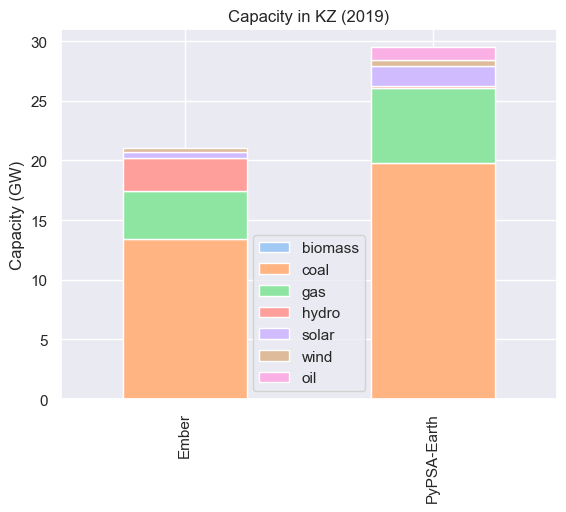 Capacity in KZ (2019)
Capacity (GW)
30
25
20
15
10
5
0
biomass
coal
gas
hydro
solar
wind
oil
Ember
PyPSA-Earth